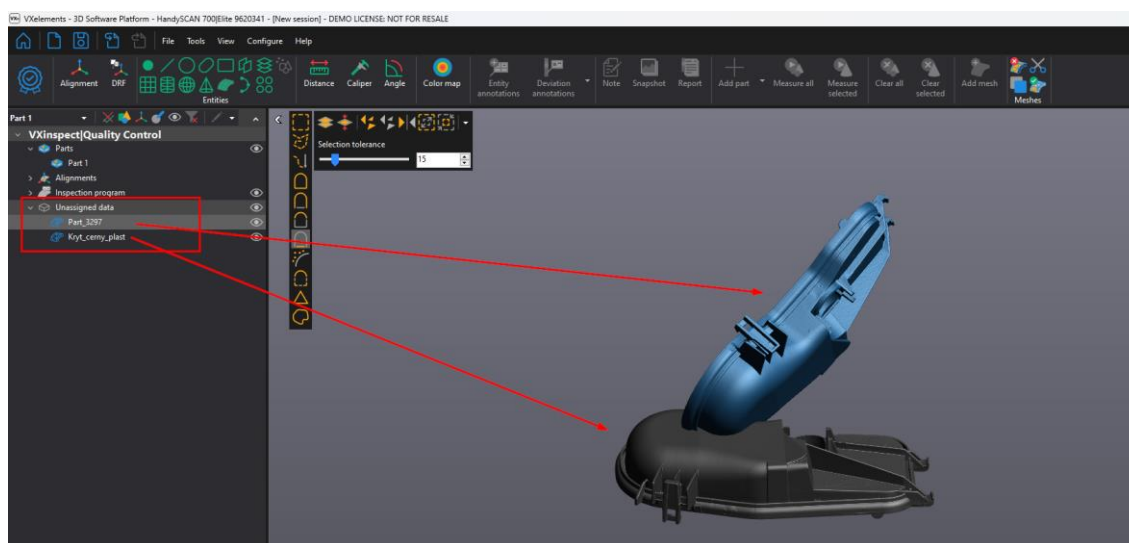 VXelements - 3D Software Platform - HandySCAN 700|Elite 9620341 - [New session] - DEMO LICENSE: NOT FOR RESALE
File Tools View Configure Help
Alignment DRF Entities Distance Caliper Angle Color map Entity annotations Deviation annotations Note Snapshot Report Add part Measure all Measure selected Clear all Clear selected Add mesh Meshes
Part 1
VXinspect|Quality Control
Parts
Part 1
Alignments
Inspection program
Unassigned data
Part_3297
Kryt_cerny_plast
Selection tolerance
15